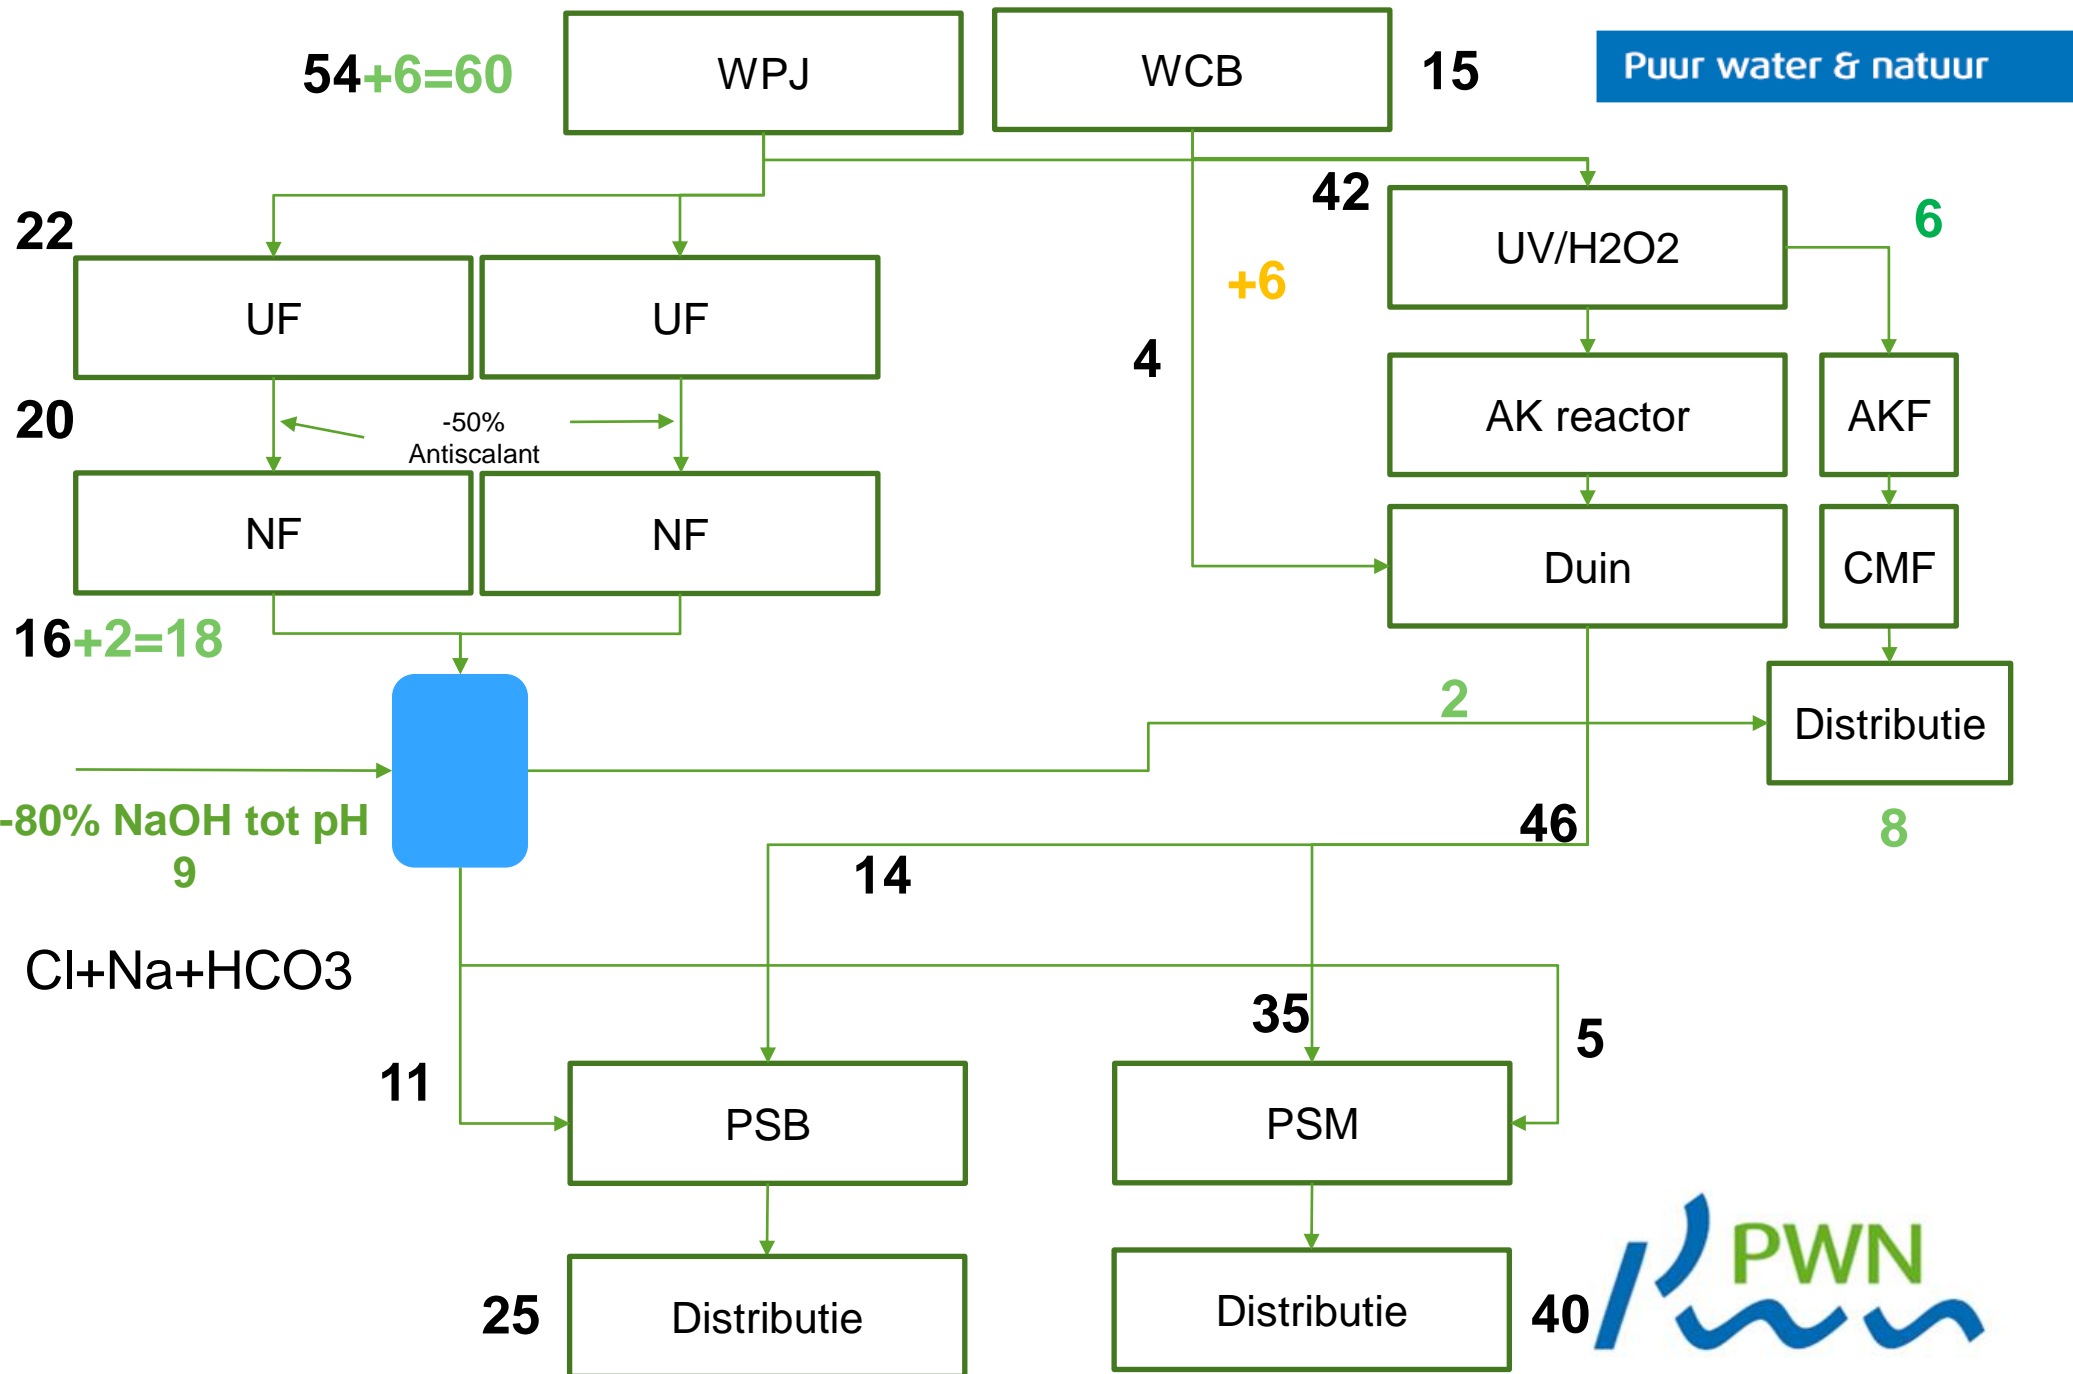 54+6=60
WPJ
WCB
15
Puur water & natuur
42
6
22
UF
UF
UV/H2O2
+6
4
20
-50%
Antiscalant
AK reactor
AKF
NF
NF
Duin
CMF
16+2=18
2
Distributie
-80% NaOH tot pH
9
46
8
14
Cl+Na+HCO3
35
5
11
PSB
PSM
25
Distributie
Distributie
40
PWN